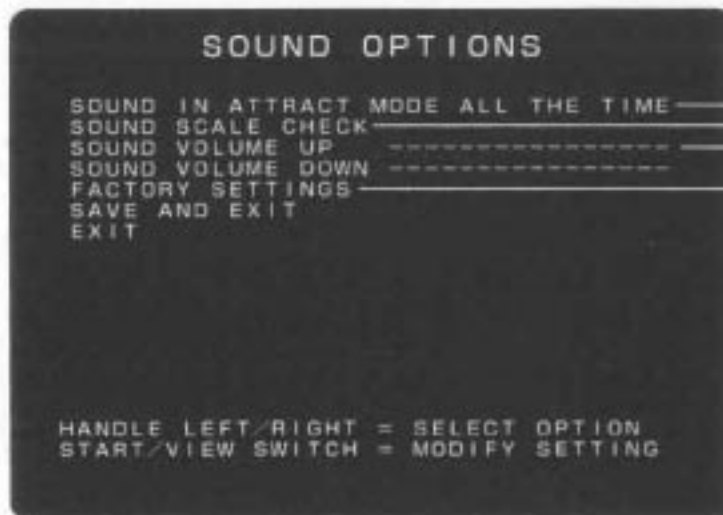 SOUND OPTIONS
SOUND IN ATTRACT MODE ALL THE TIME
SOUND SCALE CHECK
SOUND VOLUME UP -----------------
SOUND VOLUME DOWN -----------------
FACTORY SETTINGS
SAVE AND EXIT
EXIT
HANDLE LEFT/RIGHT = SELECT OPTION
START/VIEW SWITCH = MODIFY SETTING